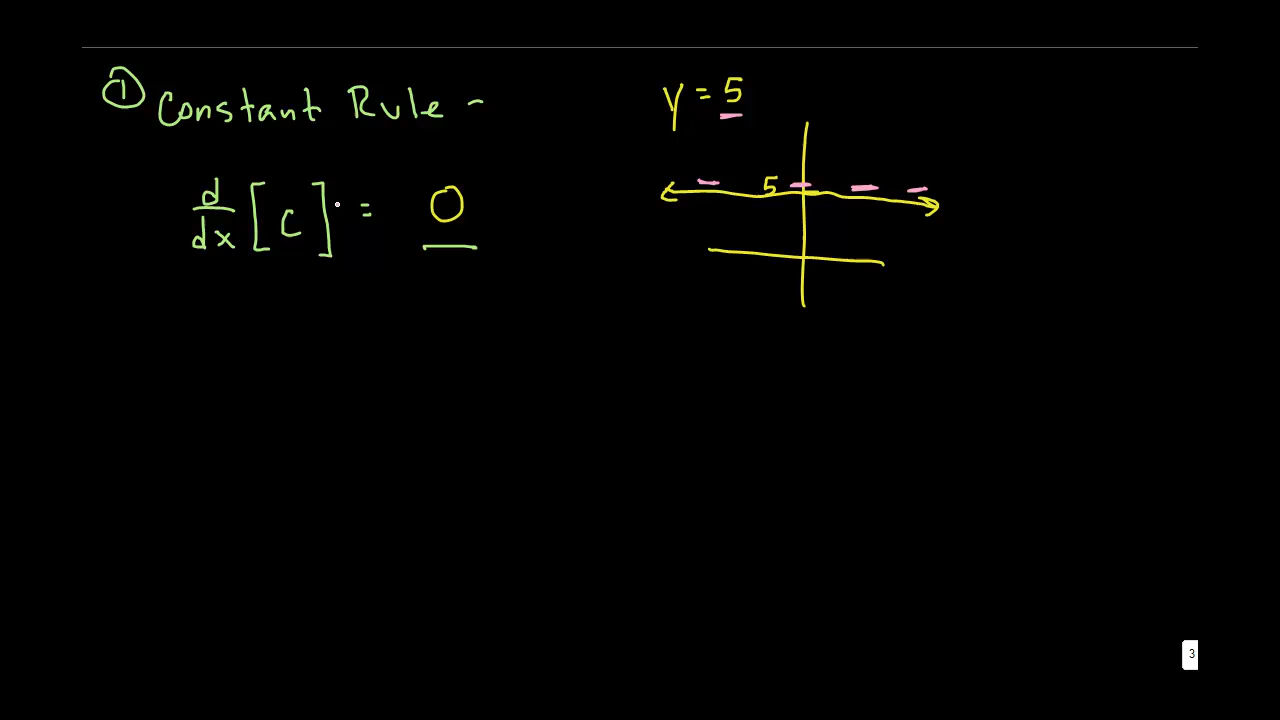 ① Constant Rule -
d/dx [C] = 0
y = 5
5
3